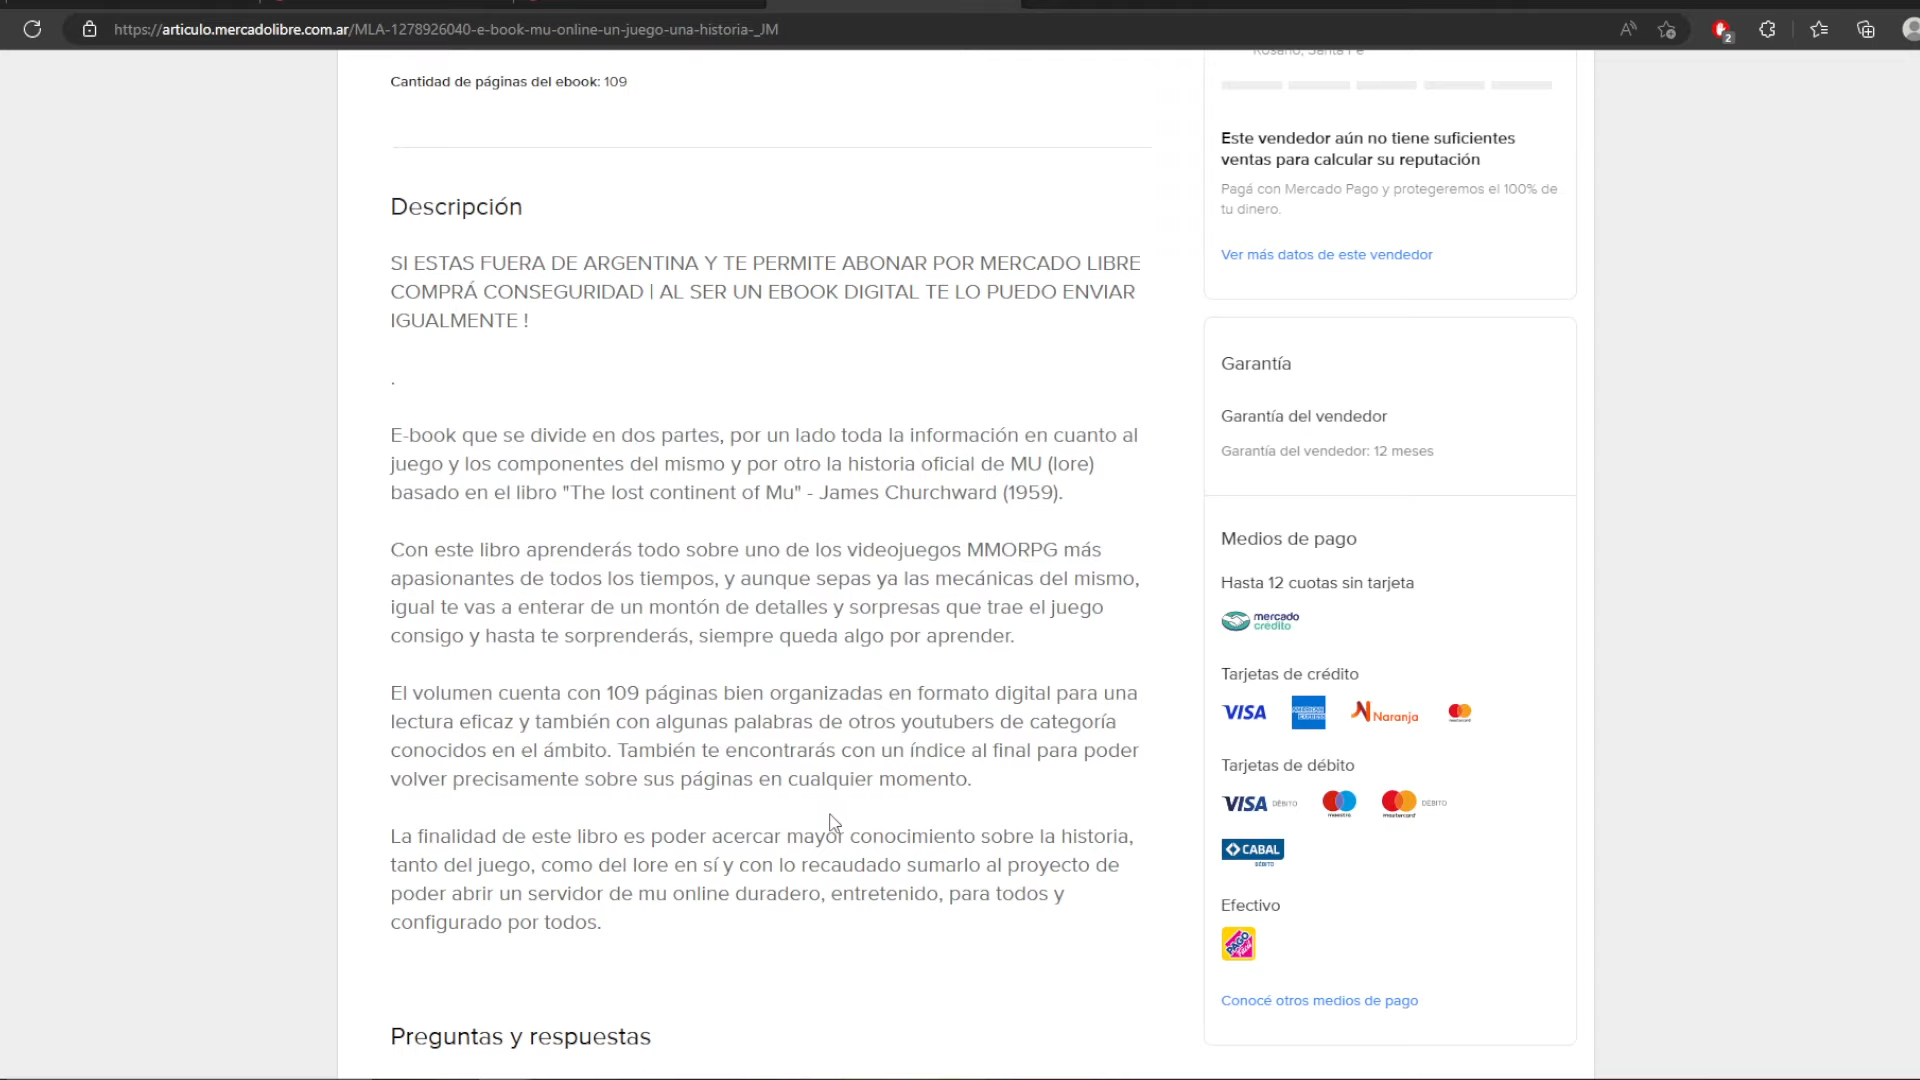 https://articulo.mercadolibre.com.ar/MLA-1278926040-e-book-mu-online-un-juego-una-historia-_JM
2
Cantidad de páginas del ebook: 109
Descripción
SI ESTAS FUERA DE ARGENTINA Y TE PERMITE ABONAR POR MERCADO LIBRE
COMPRÁ CONSEGURIDAD | AL SER UN EBOOK DIGITAL TE LO PUEDO ENVIAR
IGUALMENTE !
.
E-book que se divide en dos partes, por un lado toda la información en cuanto al
juego y los componentes del mismo y por otro la historia oficial de MU (lore)
basado en el libro "The lost continent of Mu" - James Churchward (1959).
Con este libro aprenderás todo sobre uno de los videojuegos MMORPG más
apasionantes de todos los tiempos, y aunque sepas ya las mecánicas del mismo,
igual te vas a enterar de un montón de detalles y sorpresas que trae el juego
consigo y hasta te sorprenderás, siempre queda algo por aprender.
El volumen cuenta con 109 páginas bien organizadas en formato digital para una
lectura eficaz y también con algunas palabras de otros youtubers de categoría
conocidos en el ámbito. También te encontrarás con un índice al final para poder
volver precisamente sobre sus páginas en cualquier momento.
La finalidad de este libro es poder acercar mayor conocimiento sobre la historia,
tanto del juego, como del lore en sí y con lo recaudado sumarlo al proyecto de
poder abrir un servidor de mu online duradero, entretenido, para todos y
configurado por todos.
Preguntas y respuestas
Rosario, Santa Fe
Este vendedor aún no tiene suficientes
ventas para calcular su reputación
Pagá con Mercado Pago y protegeremos el 100% de
tu dinero.
Ver más datos de este vendedor
Garantía
Garantía del vendedor
Garantía del vendedor: 12 meses
Medios de pago
Hasta 12 cuotas sin tarjeta
mercado
crédito
Tarjetas de crédito
VISA AMERICAN EXPRESS Naranja mastercard
Tarjetas de débito
VISA DÉBITO maestro mastercard DÉBITO
CABAL
DÉBITO
Efectivo
PAGO fácil
Conocé otros medios de pago